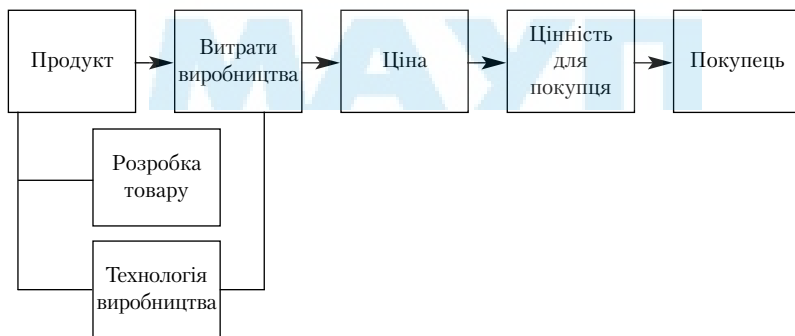 МАУП
Продукт
Витрати
виробництва
Ціна
Цінність
для
покупця
Покупець
Розробка
товару
Технологія
виробництва